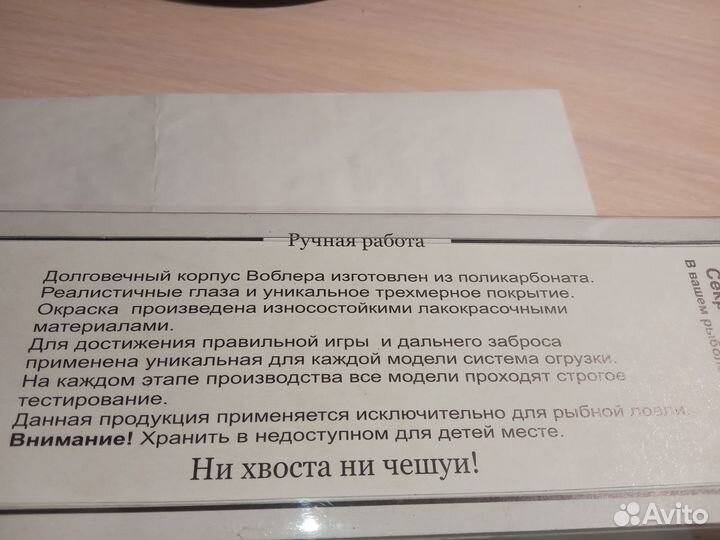 Ручная работа
Долговечный корпус Воблера изготовлен из поликарбоната.
Реалистичные глаза и уникальное трехмерное покрытие.
Окраска произведена износостойкими лакокрасочными
материалами.
Для достижения правильной игры и дальнего заброса
применена уникальная для каждой модели система огрузки.
На каждом этапе производства все модели проходят строгое
тестирование.
Данная продукция применяется исключительно для рыбной ловли.
Внимание! Хранить в недоступном для детей месте.
Ни хвоста ни чешуи!
В вашем
Avito